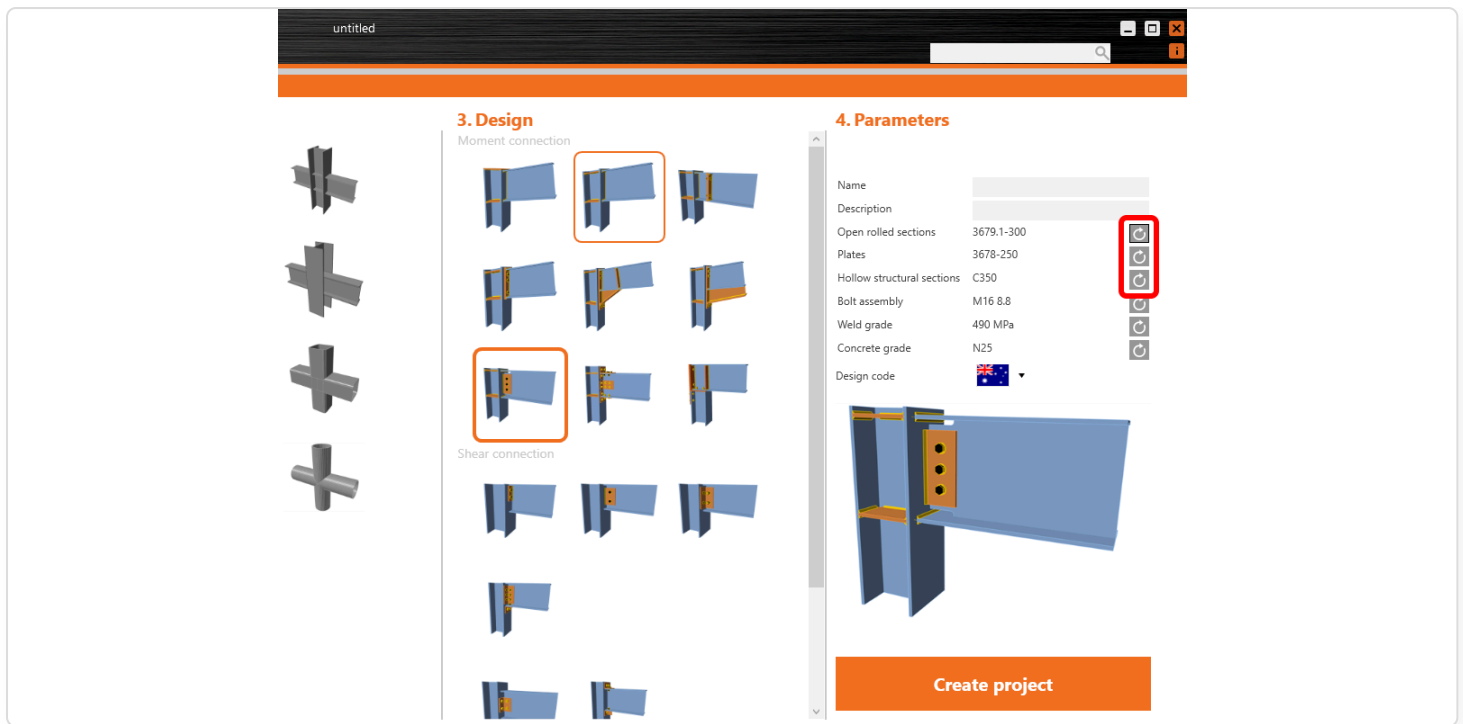 untitled
3. Design
Moment connection
Shear connection
4. Parameters
Name
Description
Open rolled sections 3679.1-300
Plates 3678-250
Hollow structural sections C350
Bolt assembly M16 8.8
Weld grade 490 MPa
Concrete grade N25
Design code
Create project